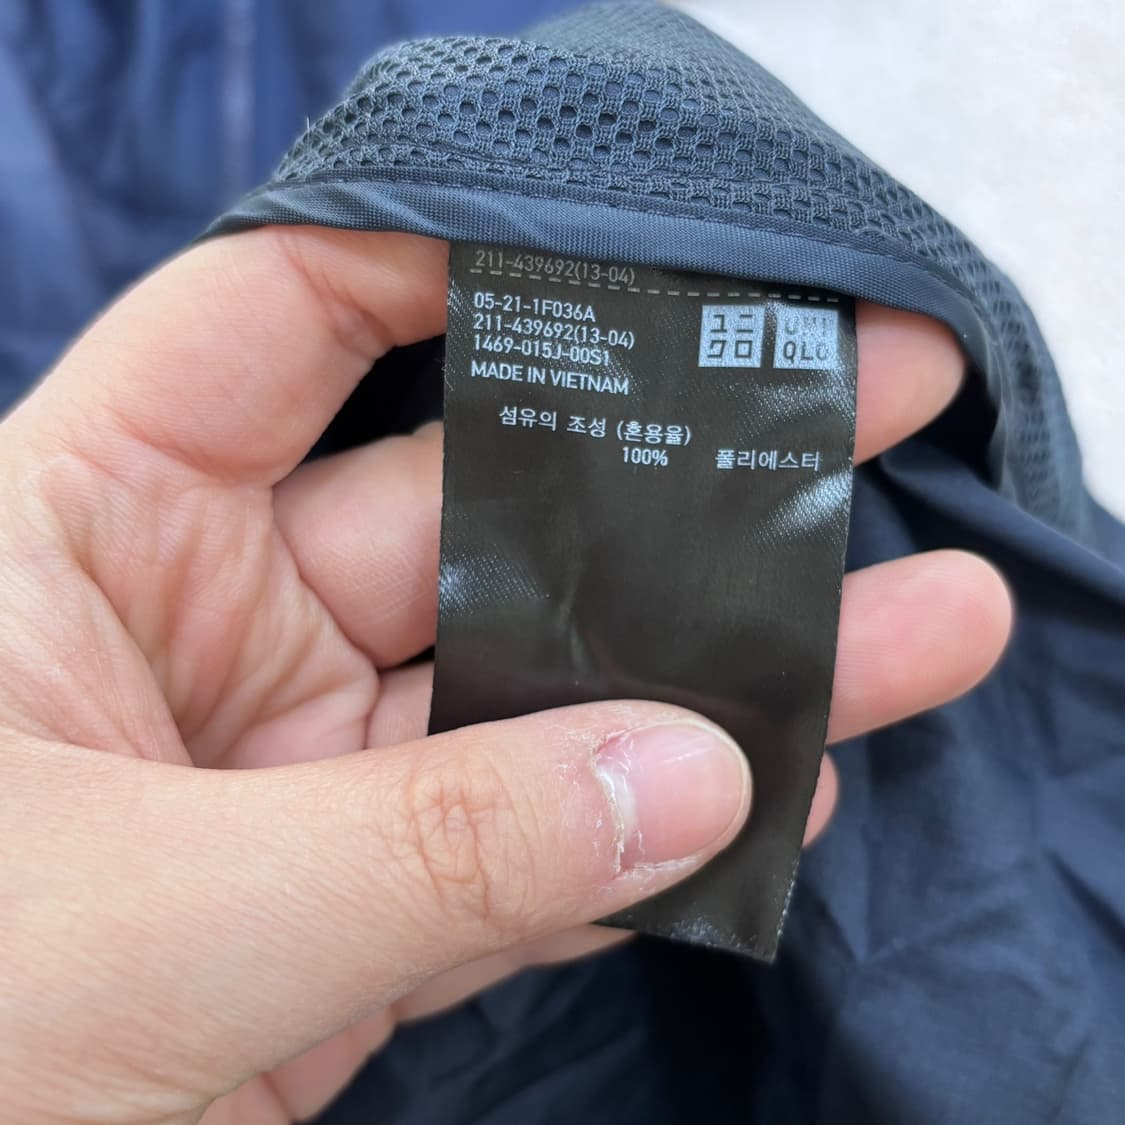 211-439692(13-04)
05-21-1F036A
211-439692(13-04)
1469-015J-00S1
MADE IN VIETNAM
ユニ
クロ
UNI
QLO
섬유의 조성 (혼용율)
100% 폴리에스터